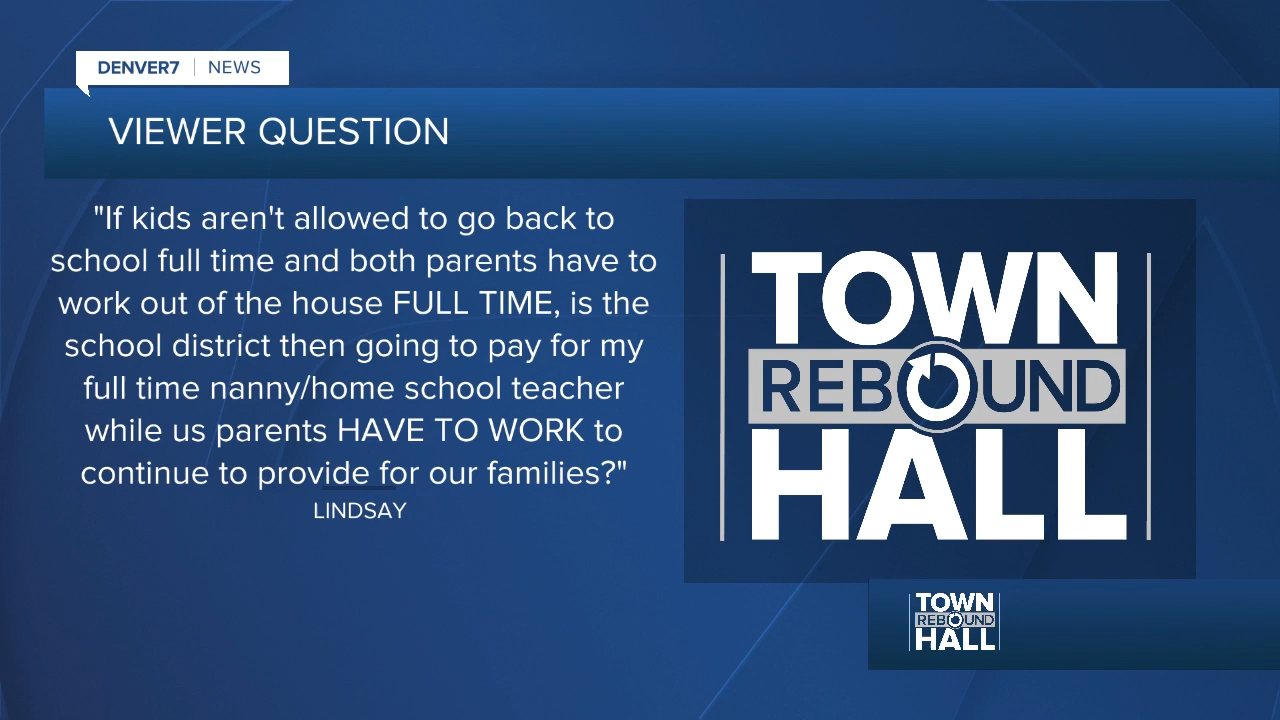 DENVER7 | NEWS
VIEWER QUESTION
"If kids aren't allowed to go back to
school full time and both parents have to
work out of the house FULL TIME, is the
school district then going to pay for my
full time nanny/home school teacher
while us parents HAVE TO WORK to
continue to provide for our families?"
LINDSAY
TOWN
REBOUND
HALL
TOWN
REBOUND
HALL